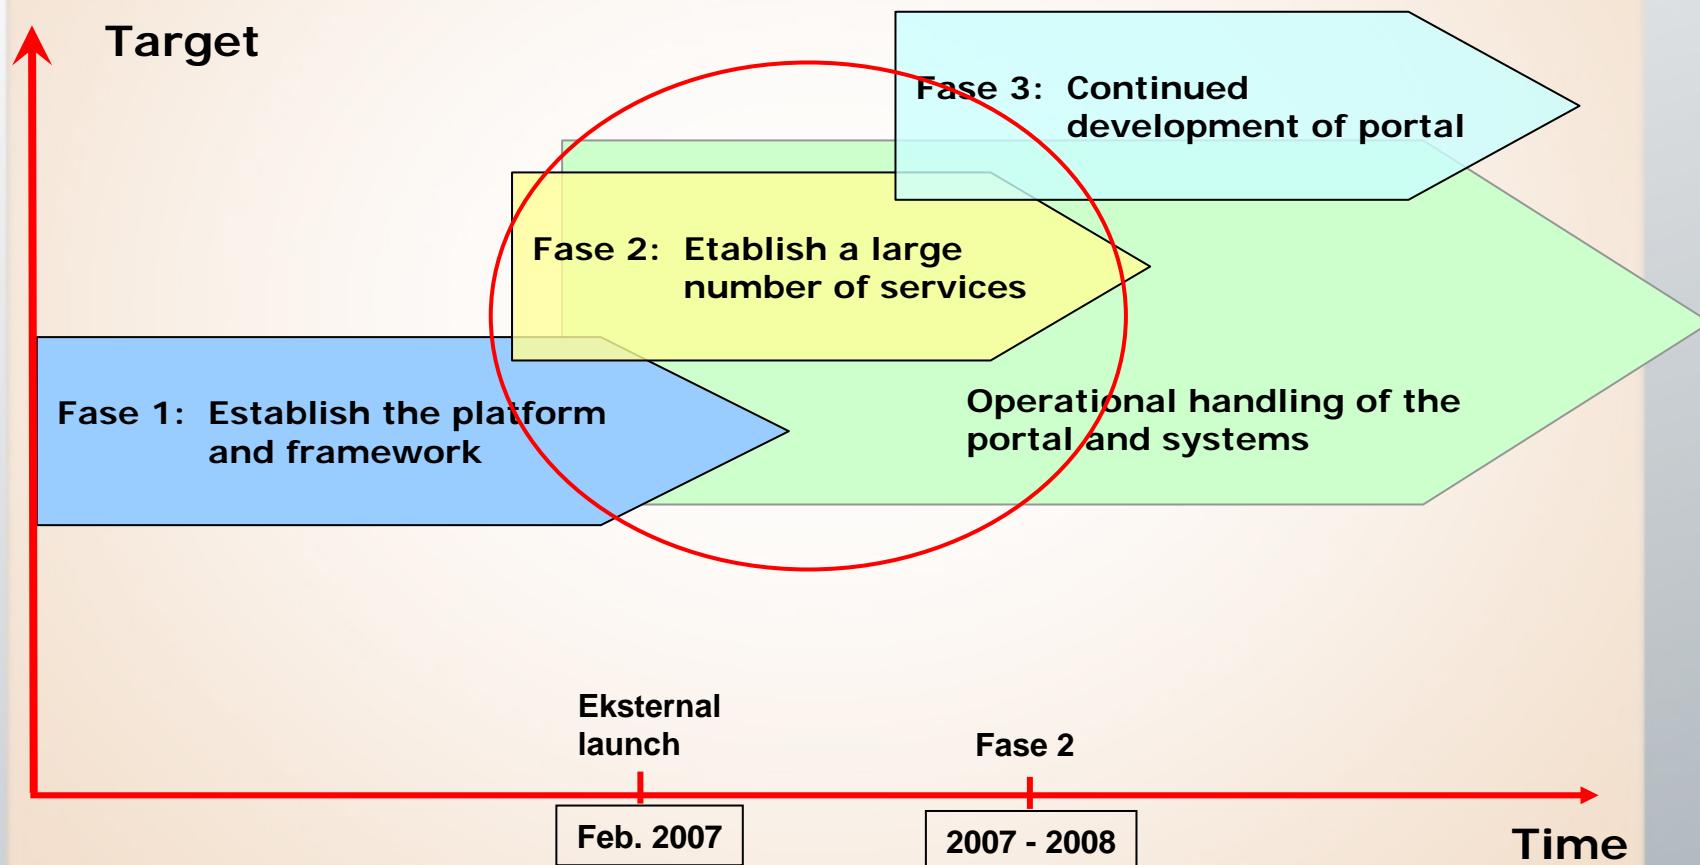 Target
Fase 3: Continued
development of portal
Fase 2: Etablish a large
number of services
Fase 1: Establish the platform
and framework
Operational handling of the
portal and systems
Eksternal
launch
Fase 2
Feb. 2007
2007 - 2008
Time